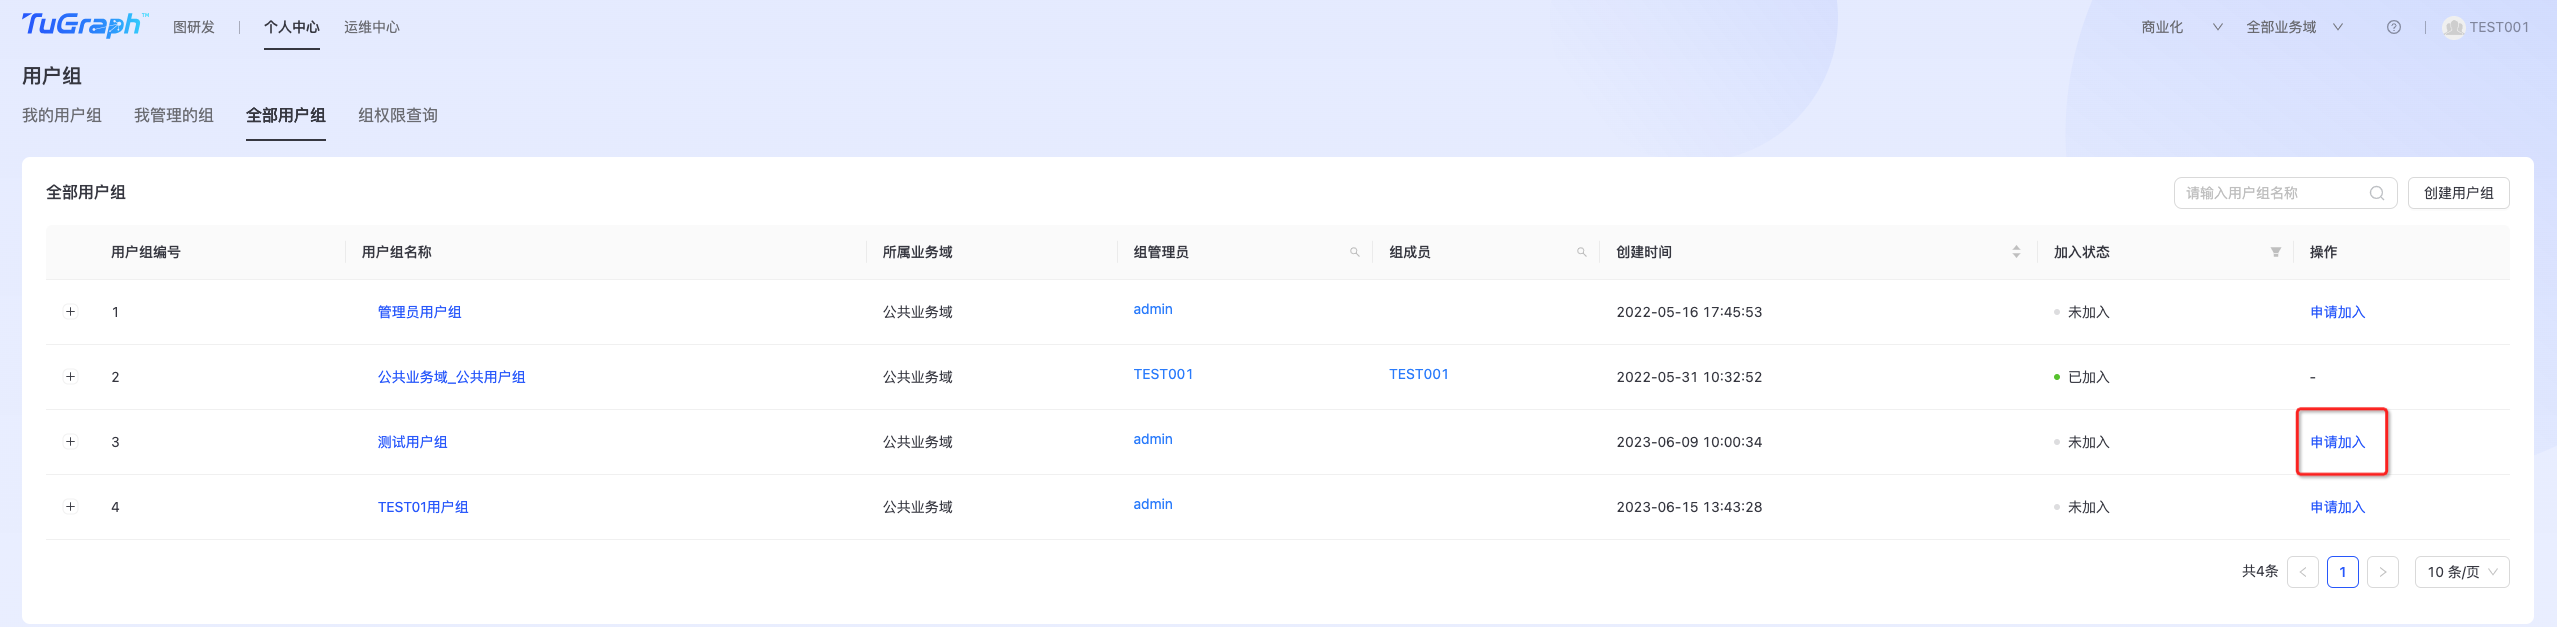 TuGraph™ 图研发 | 个人中心 运维中心 商业化 全部业务域 | TEST001
用户组
我的用户组 我管理的组 全部用户组 组权限查询
全部用户组 请输入用户组名称 创建用户组
用户组编号 用户组名称 所属业务域 组管理员 组成员 创建时间 加入状态 操作
1 管理员用户组 公共业务域 admin 2022-05-16 17:45:53 未加入 申请加入
2 公共业务域_公共用户组 公共业务域 TEST001 TEST001 2022-05-31 10:32:52 已加入 -
3 测试用户组 公共业务域 admin 2023-06-09 10:00:34 未加入 申请加入
4 TEST01用户组 公共业务域 admin 2023-06-15 13:43:28 未加入 申请加入
共4条 < 1 > 10 条/页